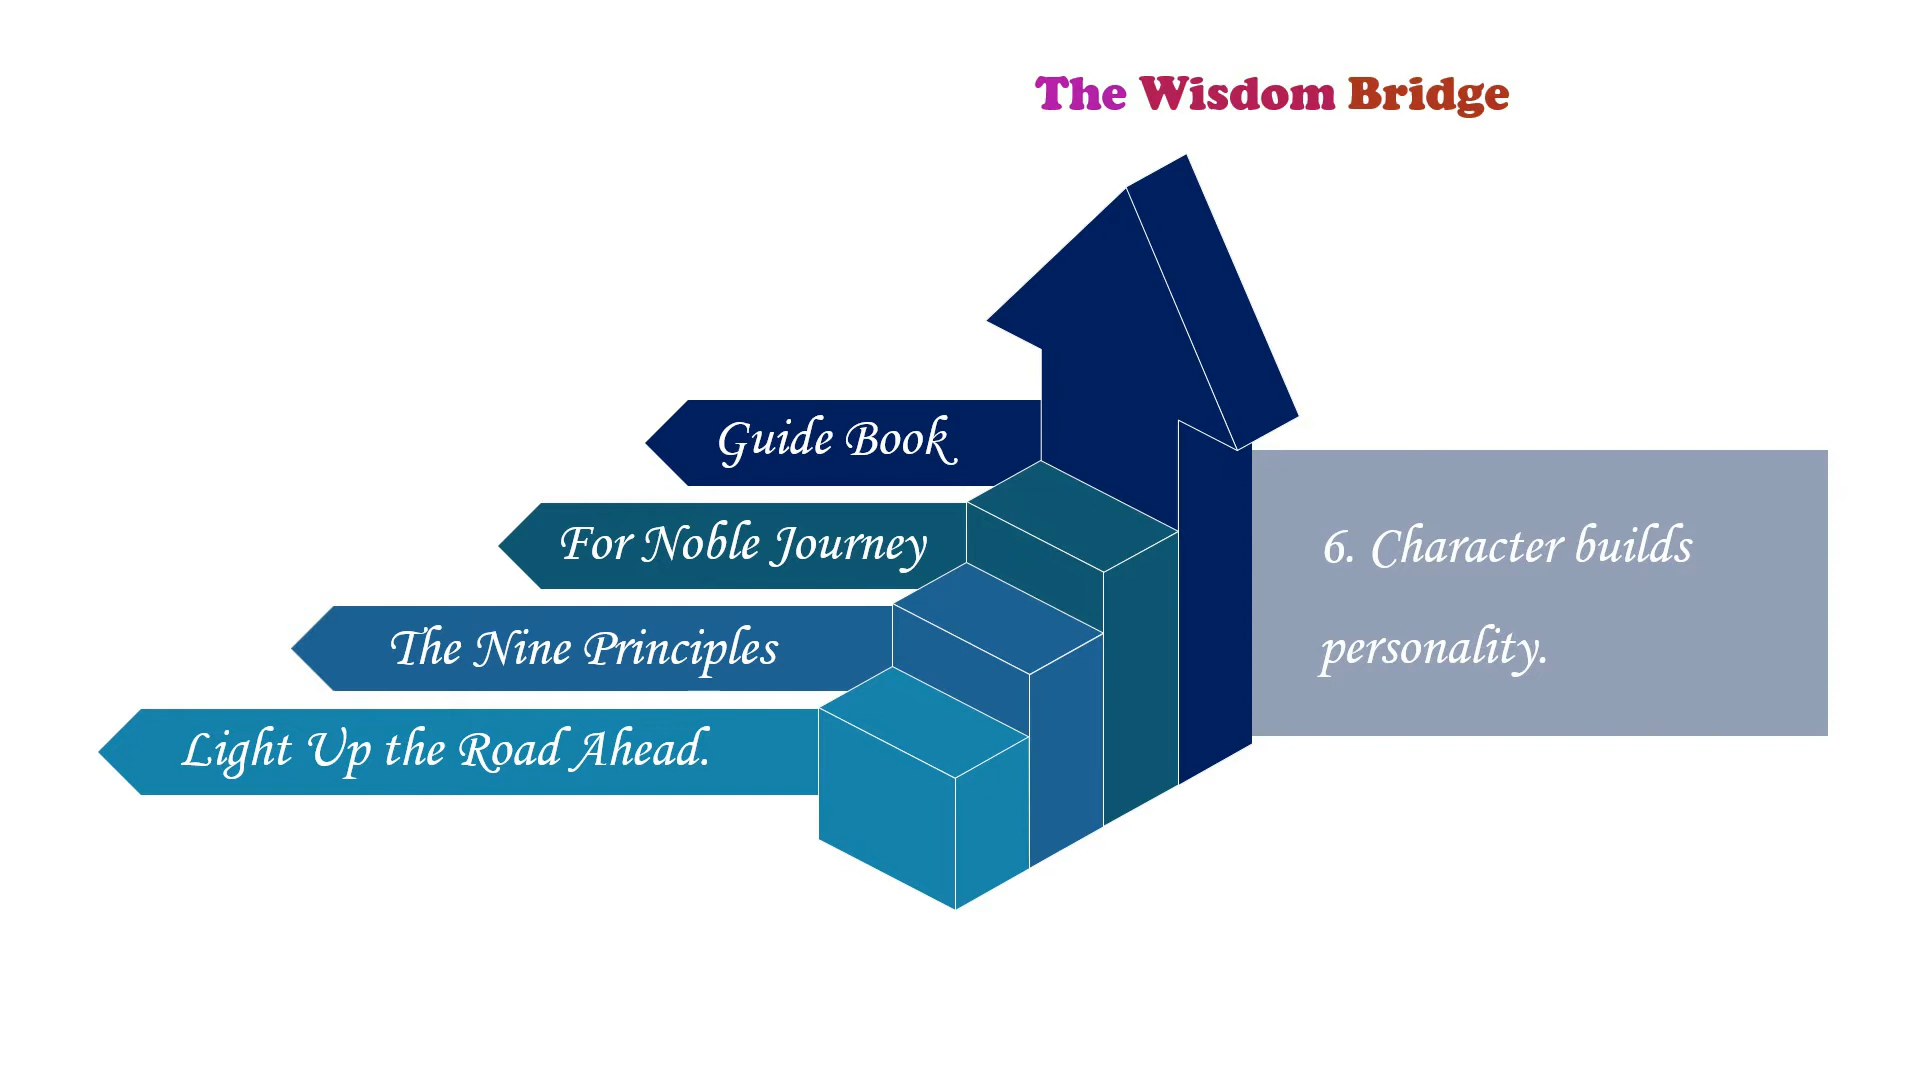 The Wisdom Bridge
Guide Book
For Noble Journey
The Nine Principles
Light Up the Road Ahead.
6. Character builds
personality.